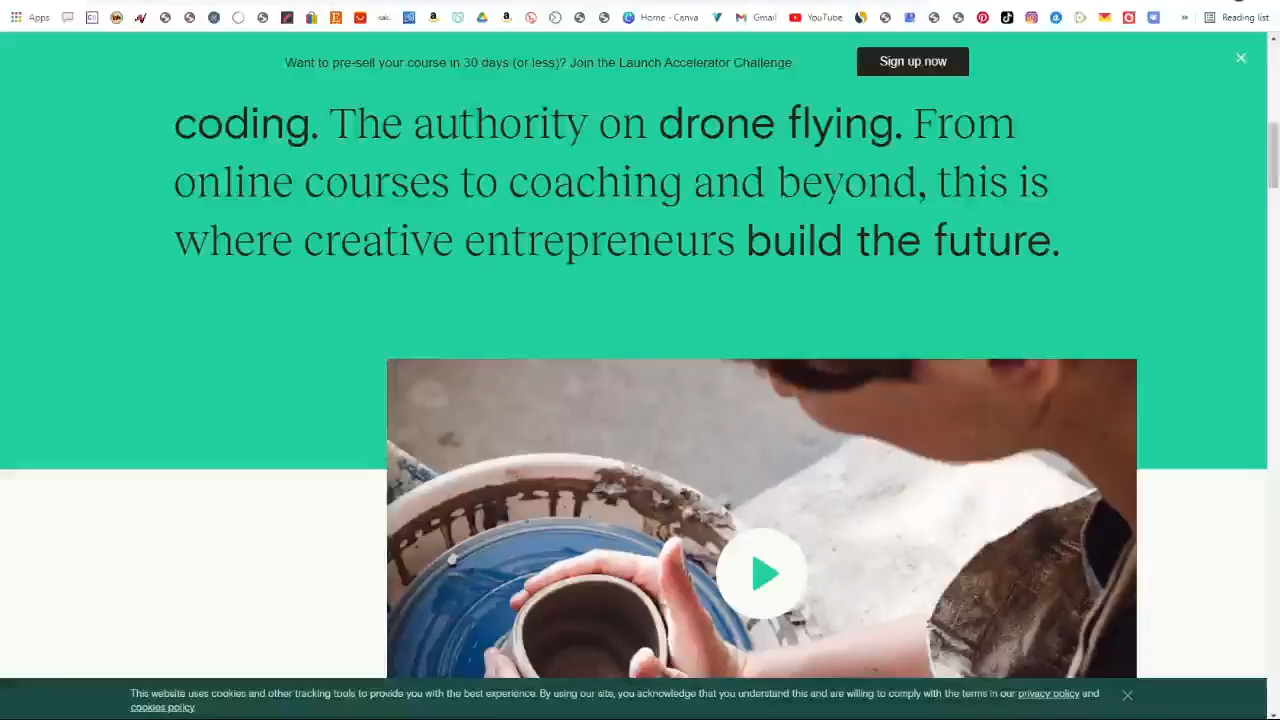 Apps
calc.
Home - Canva
Gmail
YouTube
»
Reading list
Want to pre-sell your course in 30 days (or less)? Join the Launch Accelerator Challenge.
Sign up now
coding. The authority on drone flying. From
online courses to coaching and beyond, this is
where creative entrepreneurs build the future.
This website uses cookies and other tracking tools to provide you with the best experience. By using our site, you acknowledge that you understand this and are willing to comply with the terms in our privacy policy and
cookies policy.